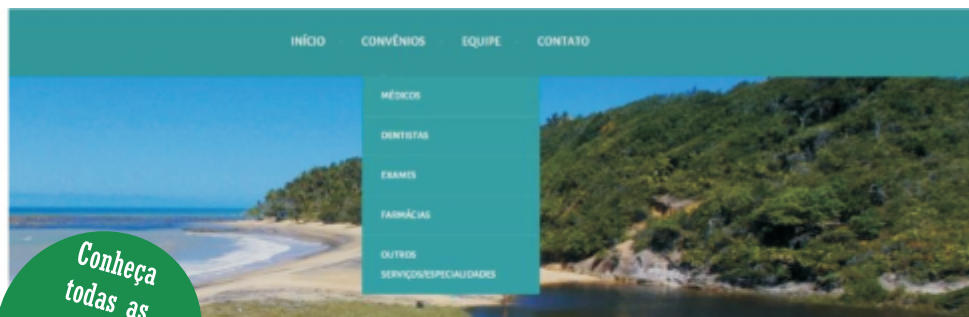 INÍCIO CONVÊNIOS EQUIPE CONTATO
MÉDICOS
DENTISTAS
EXAMES
FARMÁCIAS
OUTROS
SERVIÇOS/ESPECIALIDADES
Conheça
todas as